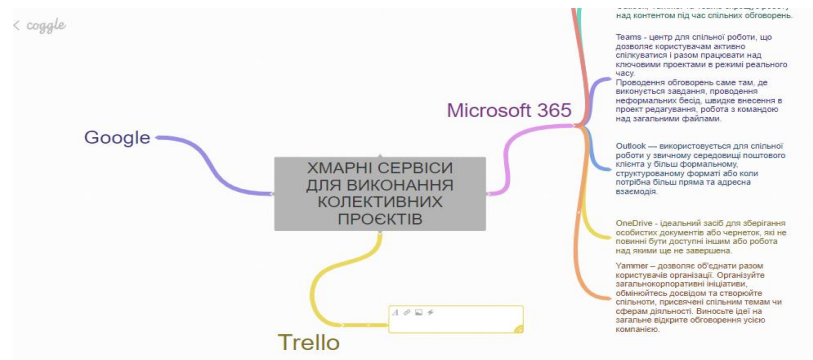 coggle
Google
ХМАРНІ СЕРВІСИ
ДЛЯ ВИКОНАННЯ
КОЛЕКТИВНИХ
ПРОЄКТІВ
Trello
Microsoft 365
над контентом під час спільних обговорень.
Teams - центр для спільної роботи, що
дозволяє користувачам активно
спілкуватися і разом працювати над
ключовими проектами в режимі реального
часу.
Проведення обговорень саме там, де
виконується завдання, проведення
неформальних бесід, швидке внесення в
проект редагування, робота з командою
над загальними файлами.
Outlook — використовується для спільної
роботи у звичному середовищі поштового
клієнта у більш формальному,
структурованому форматі або коли
потрібна більш пряма та адресна
взаємодія.
OneDrive - ідеальний засіб для зберігання
особистих документів або чернеток, які не
повинні бути доступні іншим або робота
над якими ще не завершена.
Yammer – дозволяє об'єднати разом
користувачів організації. Організуйте
загальнокорпоративні ініціативи,
обмінюйтесь досвідом та створюйте
спільноти, присвячені спільним темам чи
сферам діяльності. Виносьте ідеї на
загальне відкрите обговорення усією
компанією.